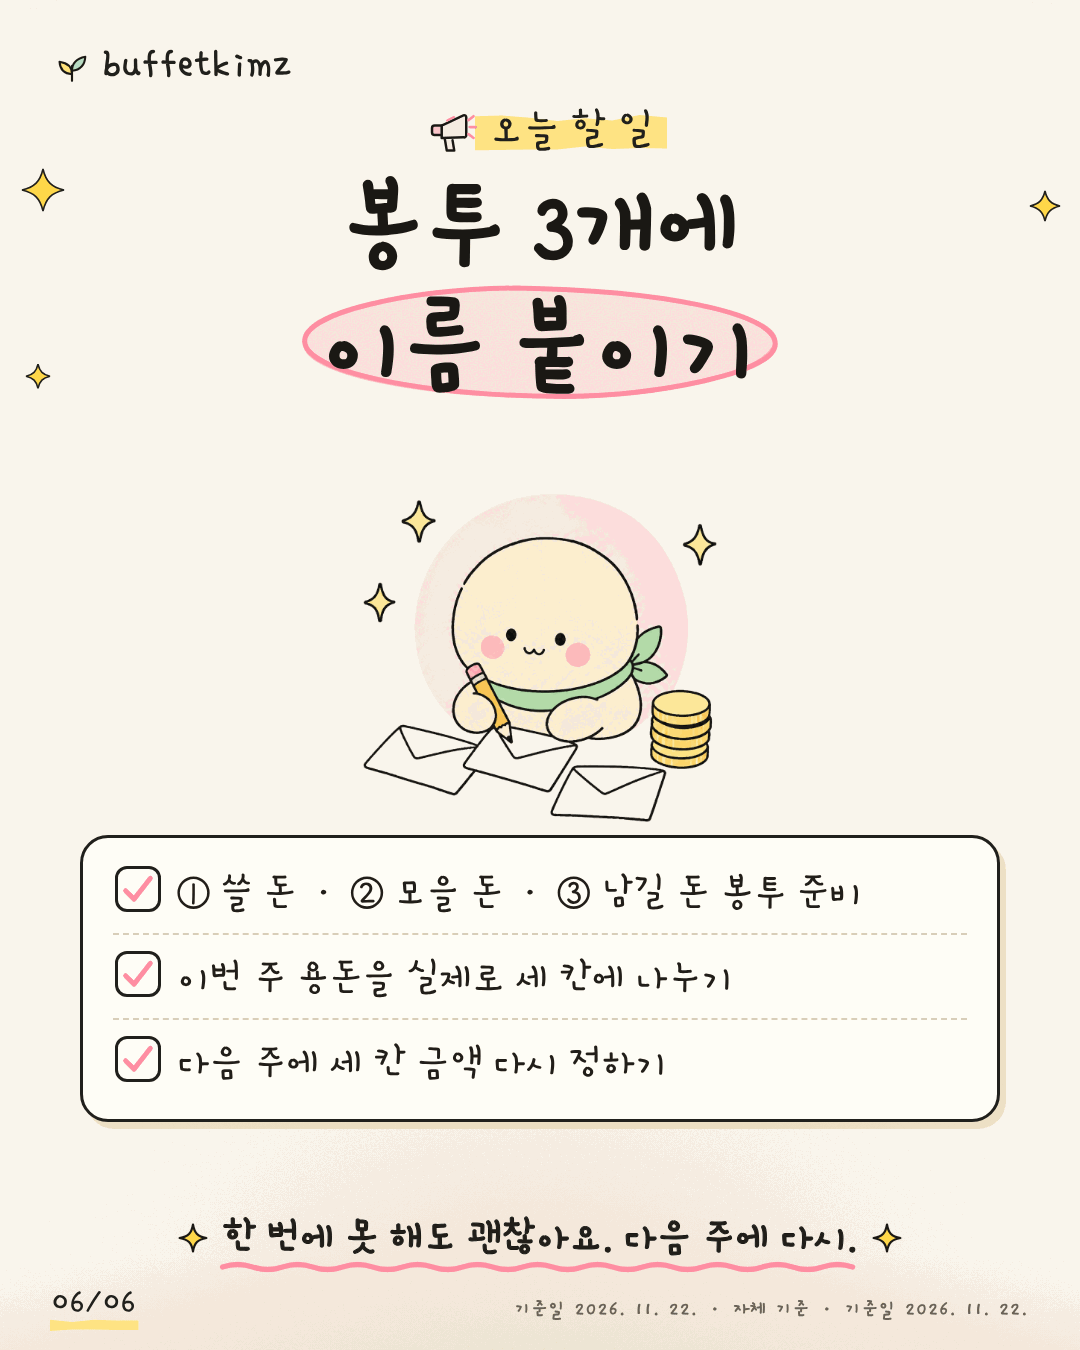 buffetkimz
오늘 할 일
봉투 3개에
이름 붙이기
① 쓸 돈 · ② 모을 돈 · ③ 남길 돈 봉투 준비
이번 주 용돈을 실제로 세 칸에 나누기
다음 주에 세 칸 금액 다시 정하기
한 번에 못 해도 괜찮아요. 다음 주에 다시.
06/06
기준일 2026. 11. 22. · 자체 기준 · 기준일 2026. 11. 22.